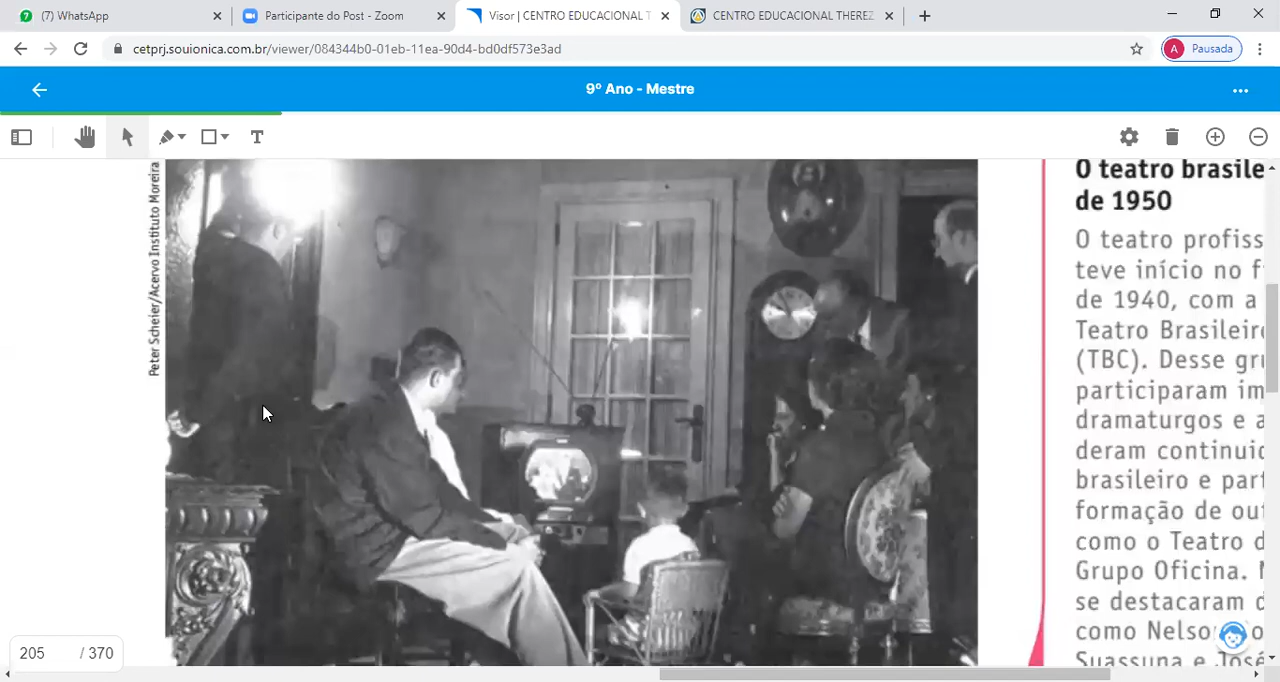 (7) WhatsApp
Participante do Post - Zoom
Visor | CENTRO EDUCACIONAL T
CENTRO EDUCACIONAL THEREZ
cetprj.souionica.com.br/viewer/084344b0-01eb-11ea-90d4-bd0df573e3ad
A Pausada
9º Ano - Mestre
T
Peter Scheier/Acervo Instituto Moreira
O teatro brasile
de 1950
O teatro profiss
teve início no f
de 1940, com a
Teatro Brasileir
(TBC). Desse gr
participaram im
dramaturgos e a
deram continuid
brasileiro e part
formação de ou
como o Teatro d
Grupo Oficina.
se destacaram d
como Nelso
Suassuna e José
205 / 370